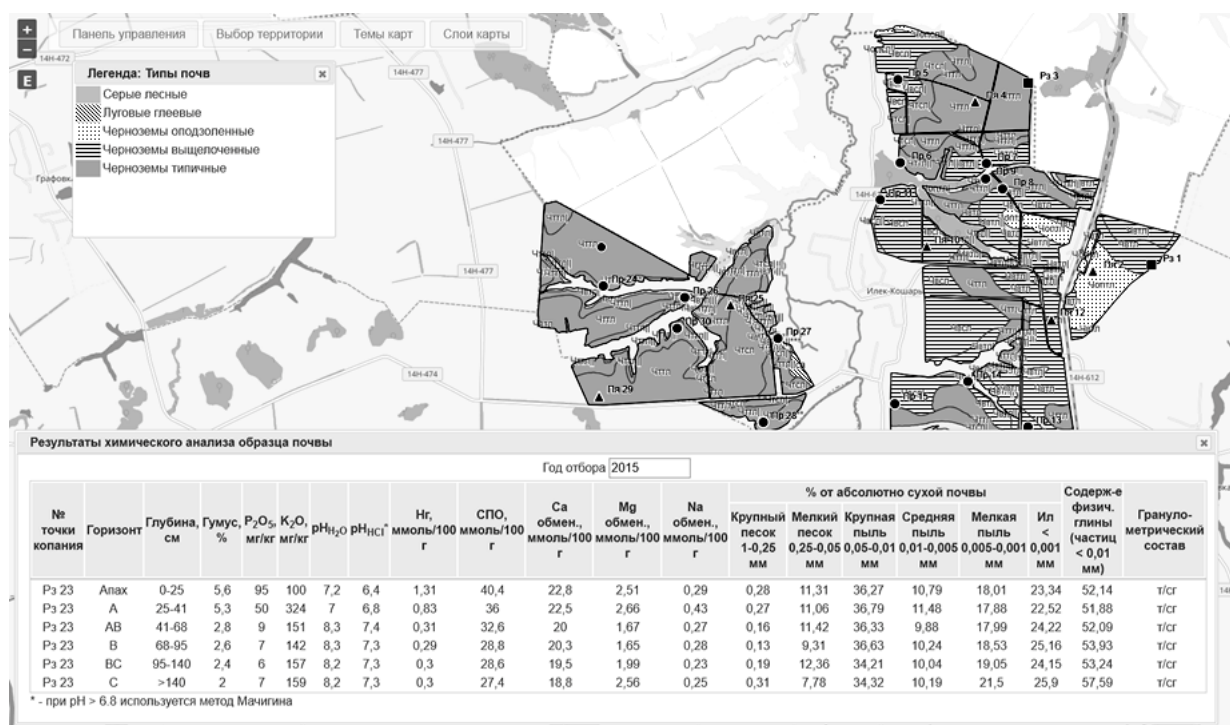 Панель управления Выбор территории Темы карт Слои карты
14Н-472
14Н-477
Легенда: Типы почв
Серые лесные
Луговые глеевые
Черноземы оподзоленные
Черноземы выщелоченные
Черноземы типичные
14Н-477
14Н-477
14Н-474
14Н-612
Илек-Кошары
Рз 3
Пр 5
Пл 4
Пр 6
Пр 8
Рз 1
Пр 26
Пр 27
Пл 29
Пр 28
Пр 14
Пр 15
Пр 13
Результаты химического анализа образца почвы
Год отбора 2015
№ точки копания Горизонт Глубина, см Гумус, % P2O5, мг/кг K2O, мг/кг pHH2O pHHCl* Нг, ммоль/100 г СПО, ммоль/100 г Ca обмен., ммоль/100 г Mg обмен., ммоль/100 г Na обмен., ммоль/100 г % от абсолютно сухой почвы Крупный песок 1-0,25 мм Мелкий песок 0,25-0,05 мм Крупная пыль 0,05-0,01 мм Средняя пыль 0,01-0,005 мм Мелкая пыль 0,005-0,001 мм Ил < 0,001 мм Содерж-е физич. глины (частиц < 0,01 мм) Грануло-метрический состав
Рз 23 Апах 0-25 5,6 95 100 7,2 6,4 1,31 40,4 22,8 2,51 0,29 0,28 11,31 36,27 10,79 18,01 23,34 52,14 т/сг
Рз 23 А 25-41 5,3 50 324 7 6,8 0,83 36 22,5 2,66 0,43 0,27 11,06 36,79 11,48 17,88 22,52 51,88 т/сг
Рз 23 АВ 41-68 2,8 9 151 8,3 7,4 0,31 32,6 20 1,67 0,27 0,16 11,42 36,33 9,88 17,99 24,22 52,09 т/сг
Рз 23 В 68-95 2,6 7 142 8,3 7,3 0,29 28,8 20,3 1,65 0,28 0,13 9,31 36,63 10,24 18,53 25,16 53,93 т/сг
Рз 23 ВС 95-140 2,4 6 157 8,2 7,3 0,3 28,6 19,5 1,99 0,23 0,19 12,36 34,21 10,04 19,05 24,15 53,24 т/сг
Рз 23 С >140 2 7 159 8,2 7,3 0,3 27,4 18,8 2,56 0,25 0,31 7,78 34,32 10,19 21,5 25,9 57,59 т/сг
* - при pH > 6.8 используется метод Мачигина